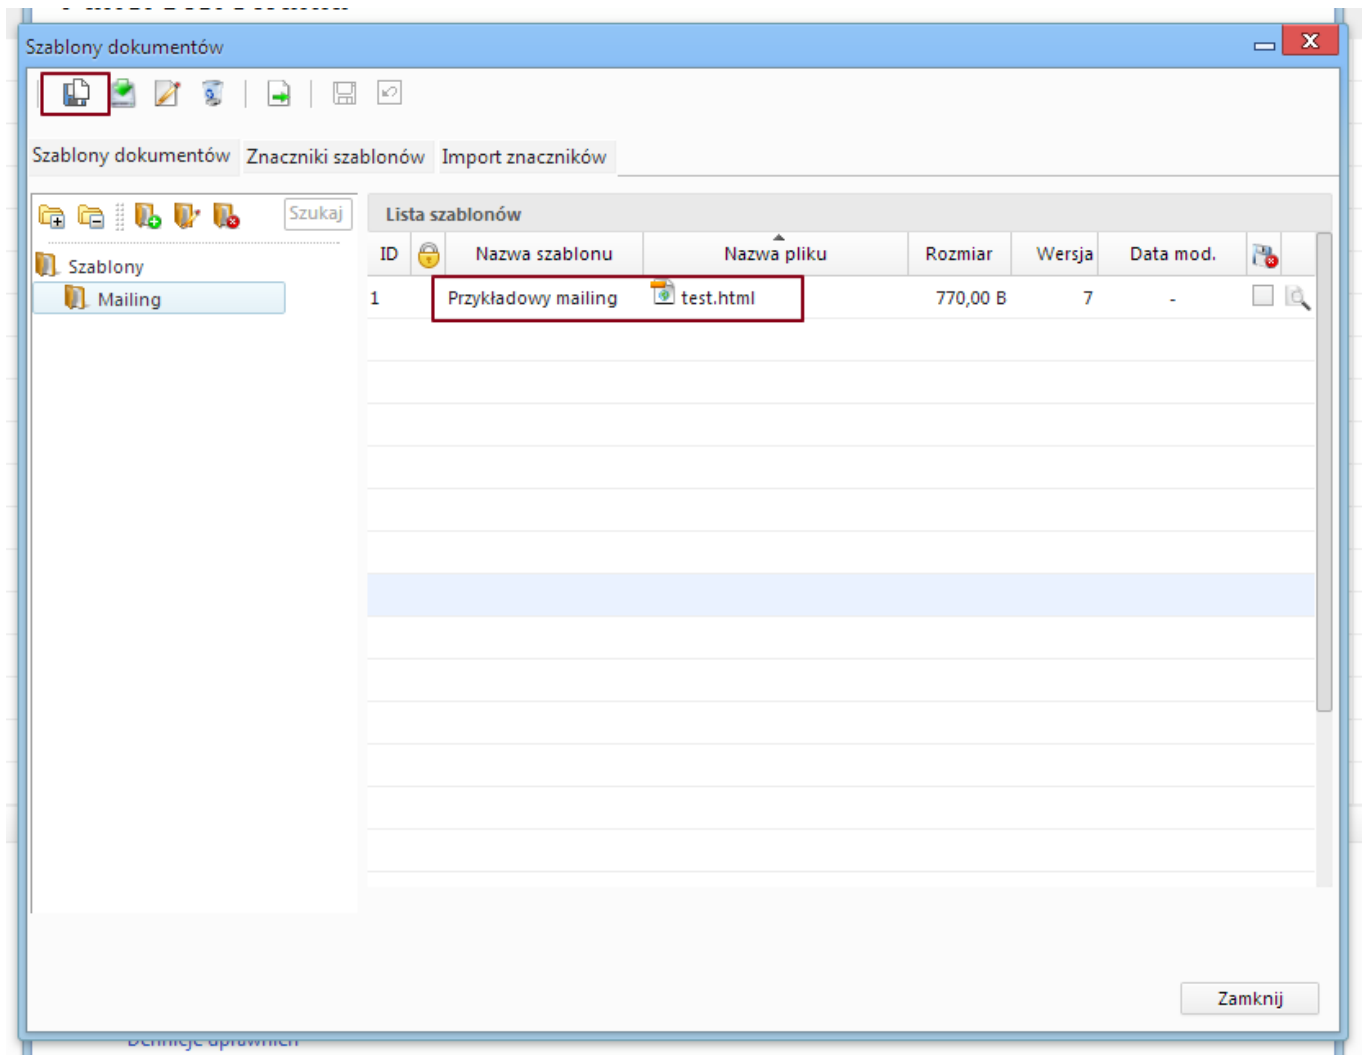 Szablony dokumentów
Szablony dokumentów Znaczniki szablonów Import znaczników
Szukaj
Szablony
Mailing
Lista szablonów
ID Nazwa szablonu Nazwa pliku Rozmiar Wersja Data mod.
1 Przykładowy mailing test.html 770,00 B 7 -
Zamknij